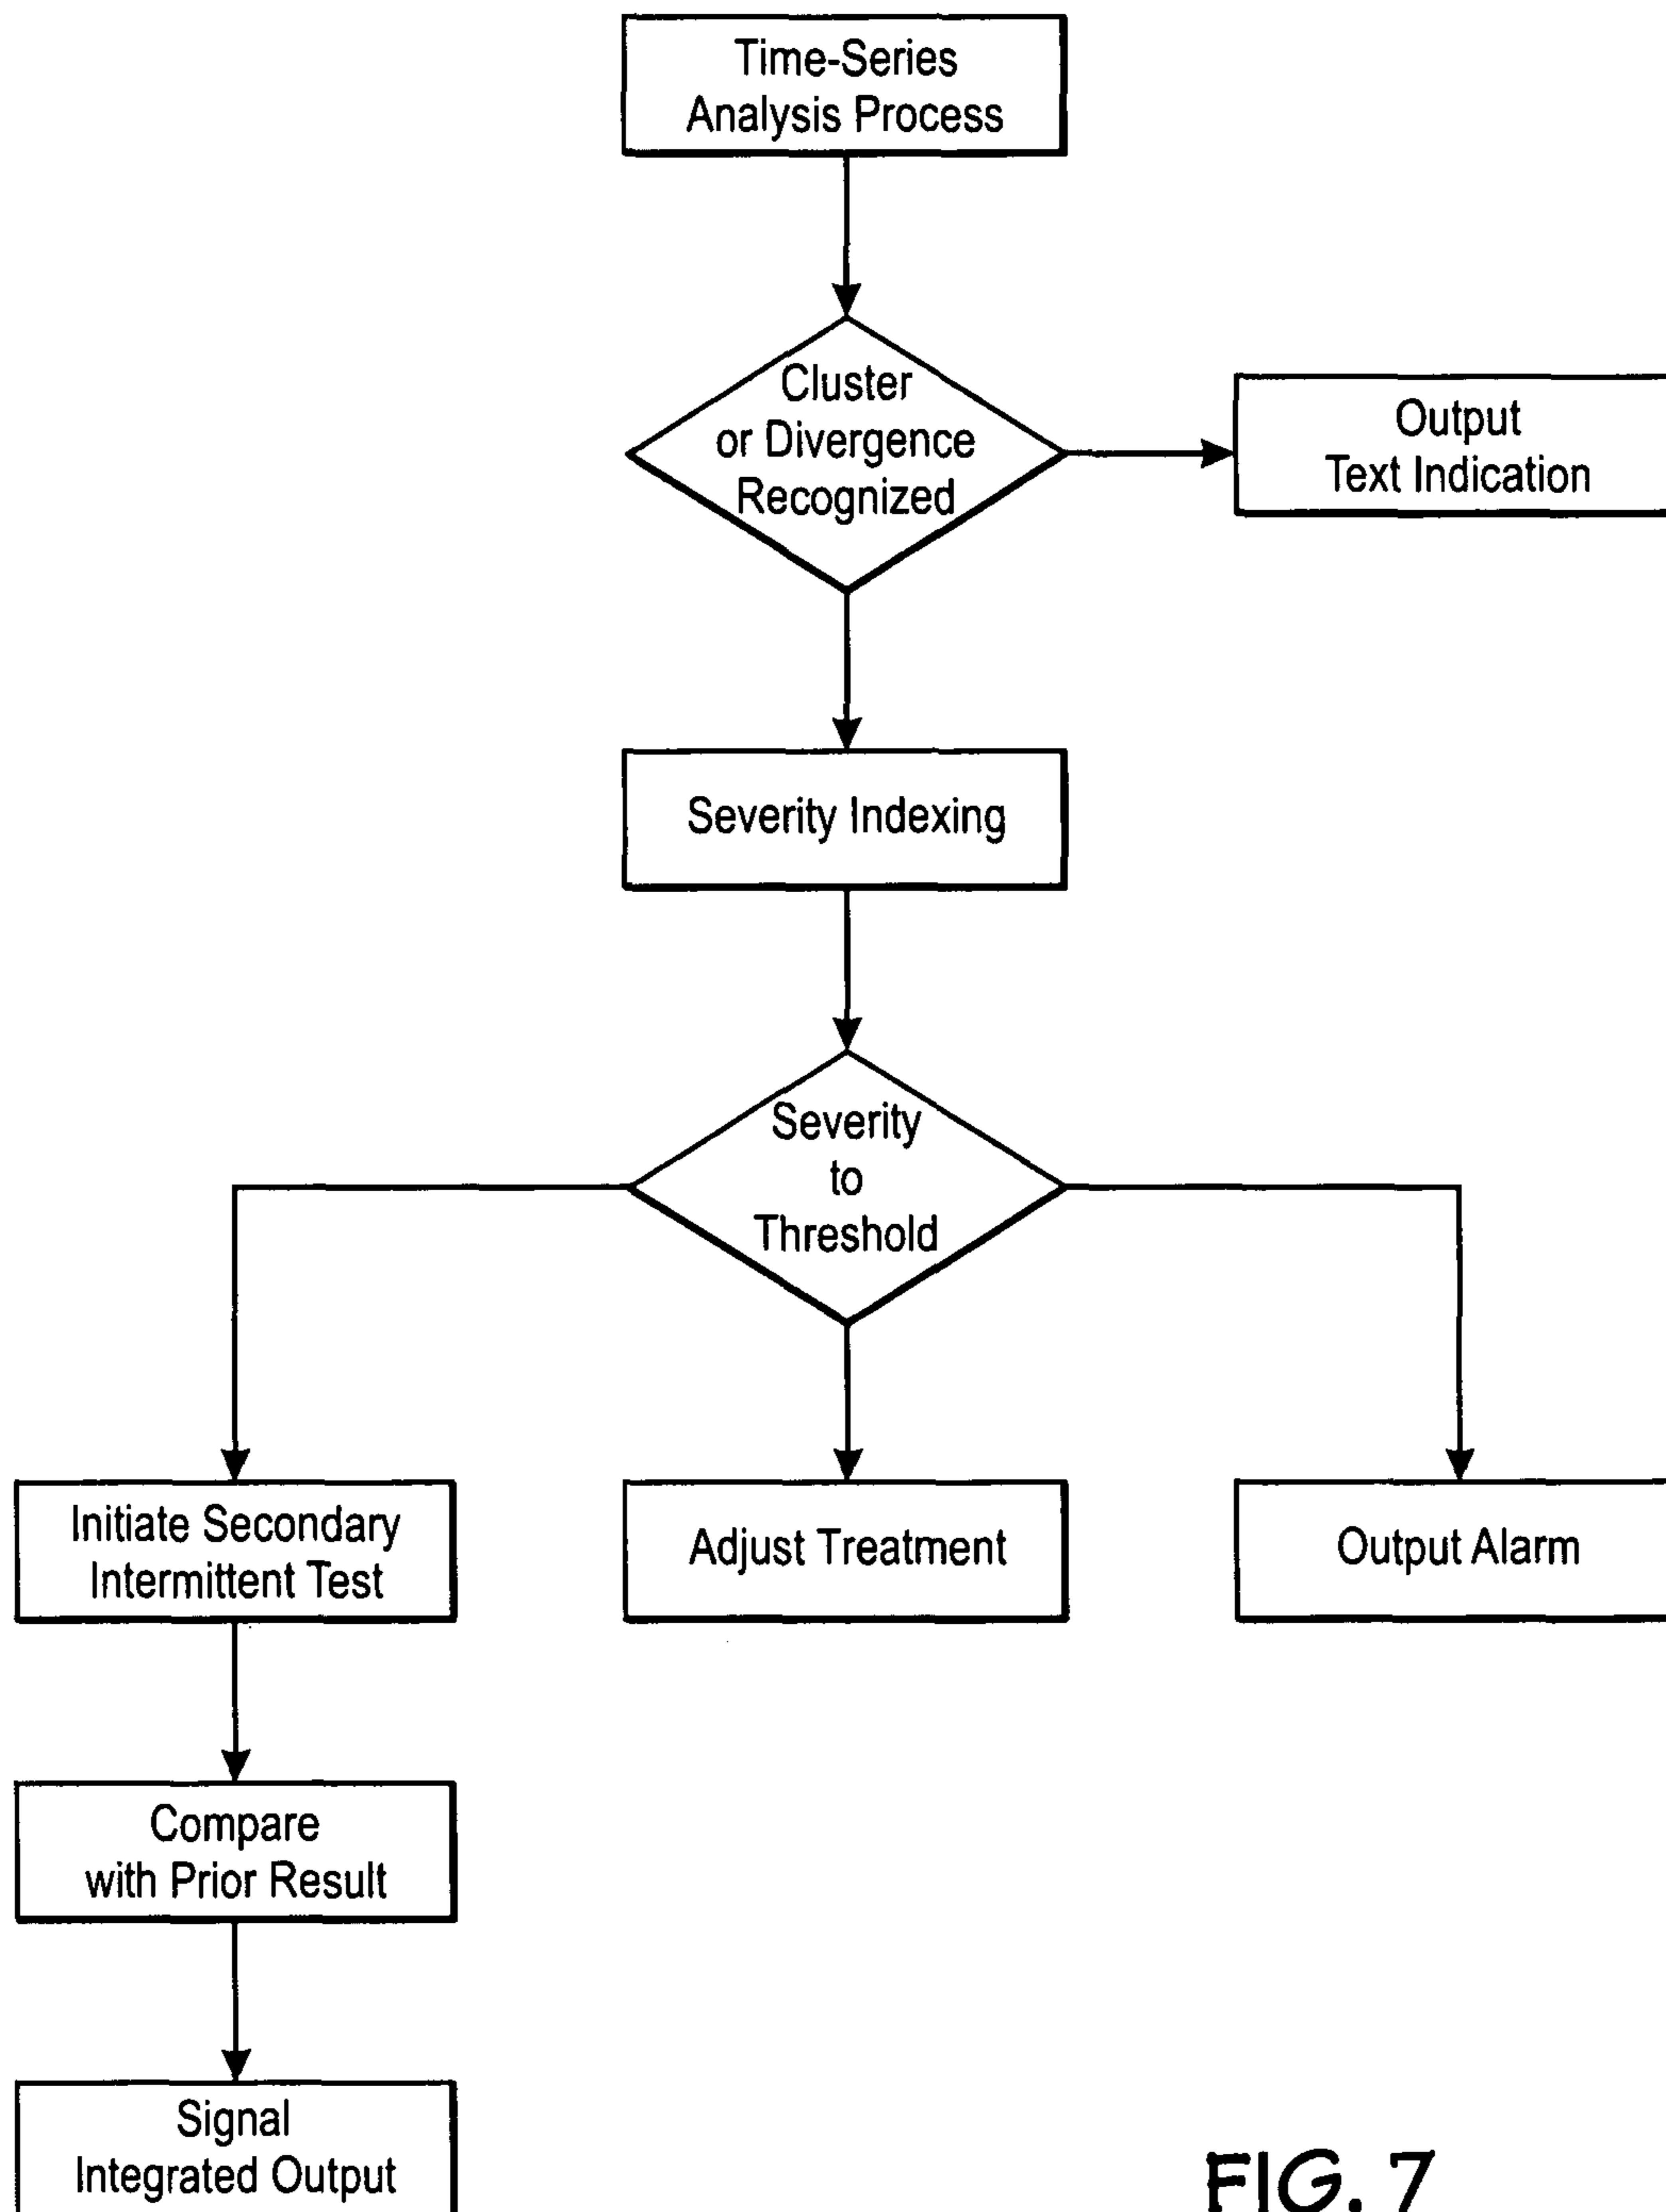 Time-Series
Analysis Process
Cluster
or Divergence
Recognized
Output
Text Indication
Severity Indexing
Severity
to
Threshold
Initiate Secondary
Intermittent Test
Adjust Treatment
Output Alarm
Compare
with Prior Result
Signal
Integrated Output
FIG. 7